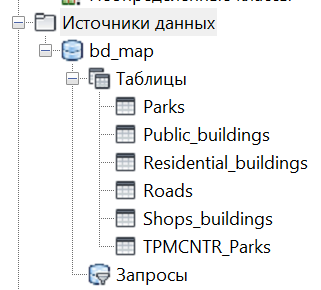 Источники данных
bd_map
Таблицы
Parks
Public_buildings
Residential_buildings
Roads
Shops_buildings
TPMCNTR_Parks
Запросы